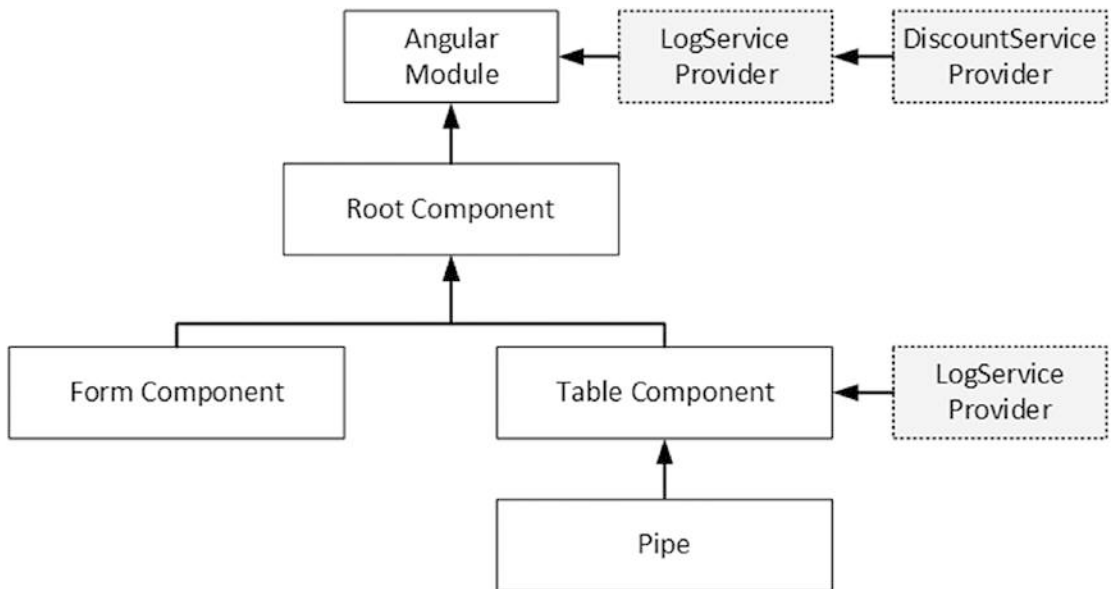 Angular
Module
LogService
Provider
DiscountService
Provider
Root Component
Form Component
Table Component
LogService
Provider
Pipe